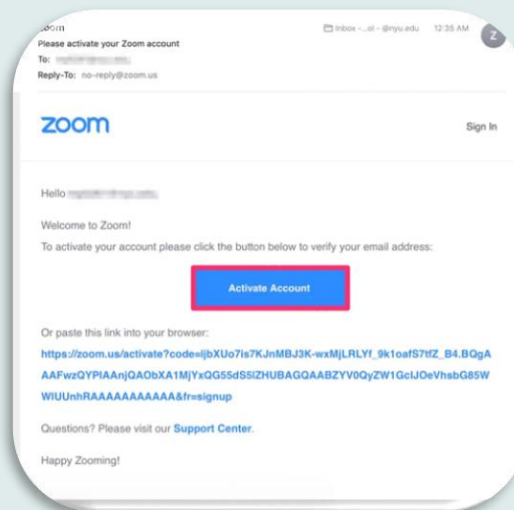 zoom
Inbox - ...ol - @nyu.edu 12:35 AM
Z
Please activate your Zoom account
To:
Reply-To: no-reply@zoom.us
zoom
Sign In
Hello
Welcome to Zoom!
To activate your account please click the button below to verify your email address:
Activate Account
Or paste this link into your browser:
https://zoom.us/activate?code=ljbXUo7is7KJnMBJ3K-wxMjLRLYf_9k1oafS7tfZ_B4.BQgA
AAFwzQYPIAAnjQAObXA1MjYxQG55dS5lZHUBAGQAABZYV0QyZW1GclJOeVhsbG85W
WlUUnhRAAAAAAAAAAA&fr=signup
Questions? Please visit our Support Center.
Happy Zooming!